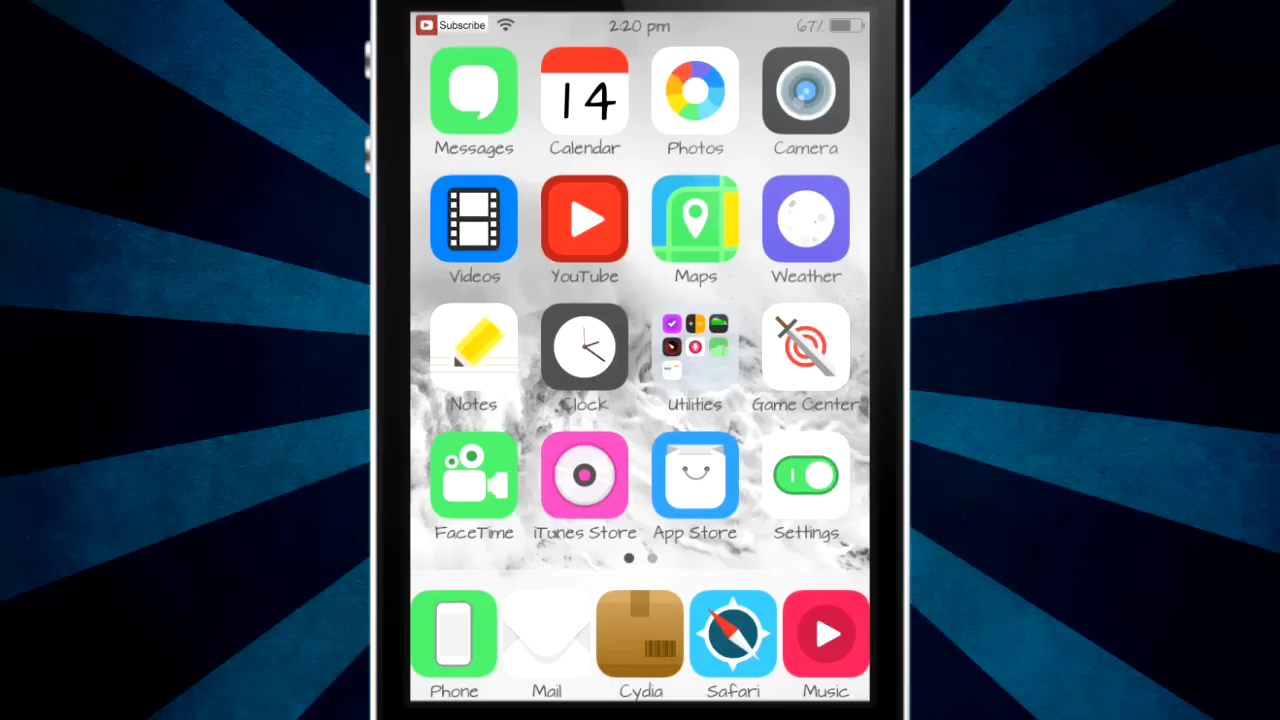 Subscribe 2:20 pm 67%
14
Messages Calendar Photos Camera
Videos YouTube Maps Weather
Notes Clock Utilities Game Center
FaceTime iTunes Store App Store Settings
Phone Mail Cydia Safari Music